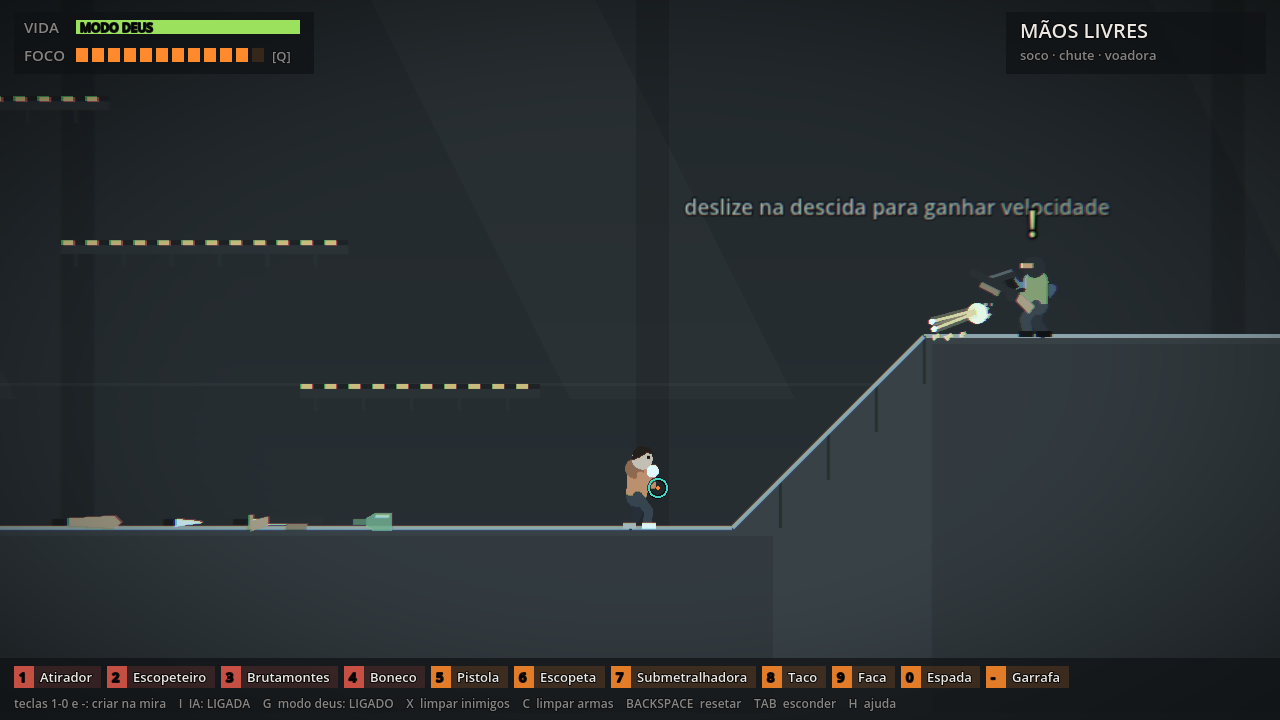 VIDA MODO DEUS
FOCO [Q]
MÃOS LIVRES
soco · chute · voadora
deslize na descida para ganhar velocidade
!
1 Atirador 2 Escopeteiro 3 Brutamontes 4 Boneco 5 Pistola 6 Escopeta 7 Submetralhadora 8 Taco 9 Faca 0 Espada - Garrafa
teclas 1-0 e -: criar na mira I IA: LIGADA G modo deus: LIGADO X limpar inimigos C limpar armas BACKSPACE resetar TAB esconder H ajuda